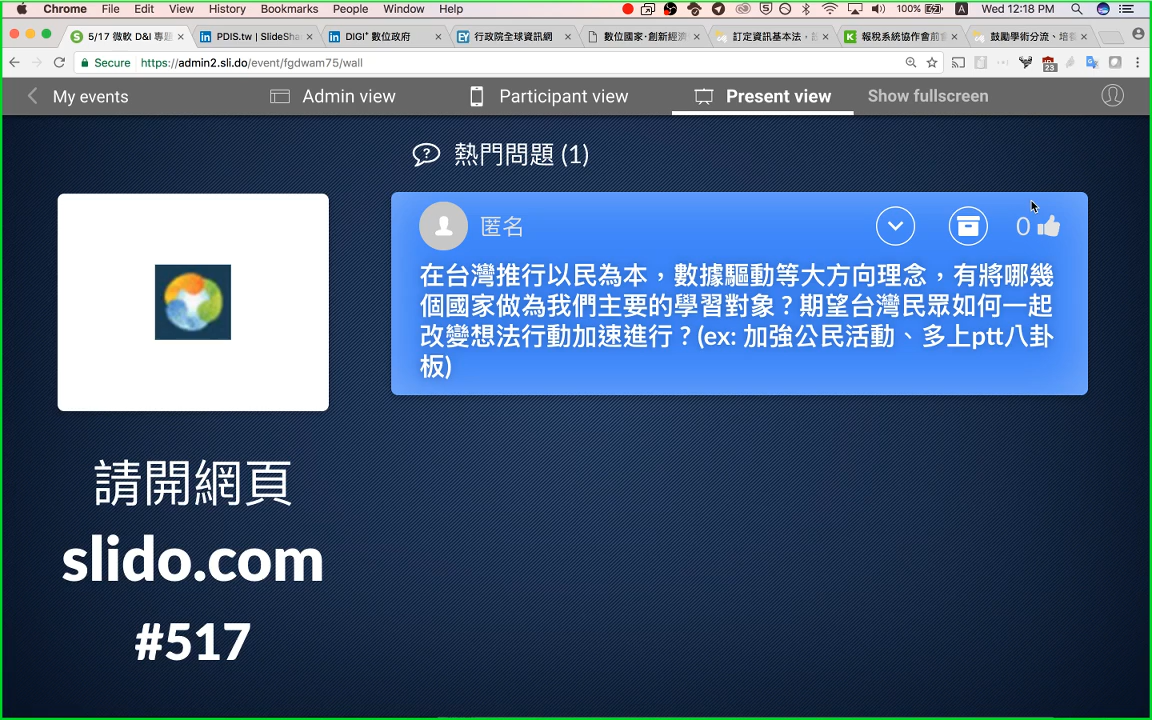 Chrome File Edit View History Bookmarks People Window Help 100% A Wed 12:18 PM
5/17 微軟 D&I 專題
PDIS.tw | SlideSha
DIGI⁺ 數位政府
行政院全球資訊網
數位國家‧創新經濟
訂定資訊基本法，
報稅系統協作會前
鼓勵學術分流、培
Secure https://admin2.sli.do/event/fgdwam75/wall 23
My events Admin view Participant view Present view Show fullscreen
熱門問題 (1)
匿名 0
在台灣推行以民為本，數據驅動等大方向理念，有將哪幾
個國家做為我們主要的學習對象？期望台灣民眾如何一起
改變想法行動加速進行？(ex: 加強公民活動、多上ptt八卦
板)
請開網頁
slido.com
#517